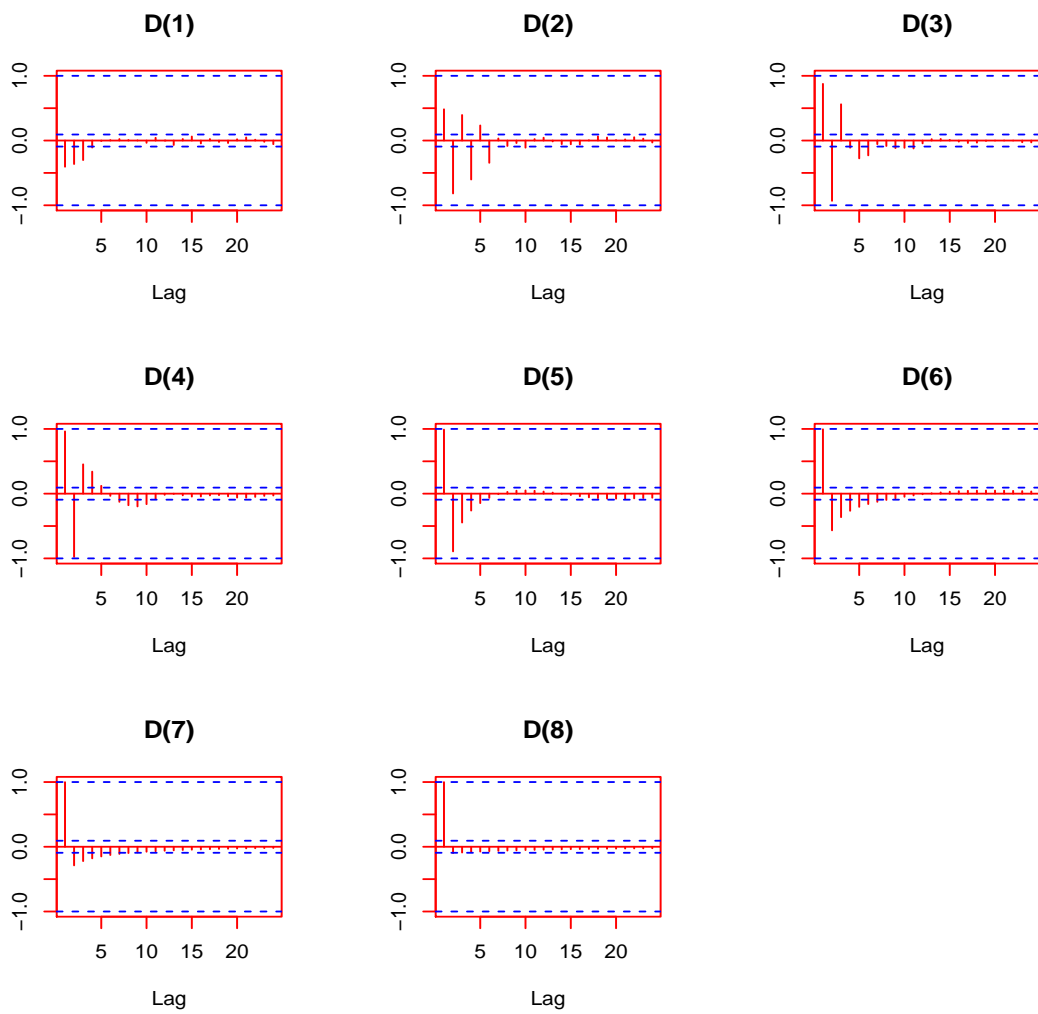 D(1) D(2) D(3)
1.0 0.0 −1.0 1.0 0.0 −1.0 1.0 0.0 −1.0
5 10 15 20 5 10 15 20 5 10 15 20
Lag Lag Lag
D(4) D(5) D(6)
1.0 0.0 −1.0 1.0 0.0 −1.0 1.0 0.0 −1.0
5 10 15 20 5 10 15 20 5 10 15 20
Lag Lag Lag
D(7) D(8)
1.0 0.0 −1.0 1.0 0.0 −1.0
5 10 15 20 5 10 15 20
Lag Lag